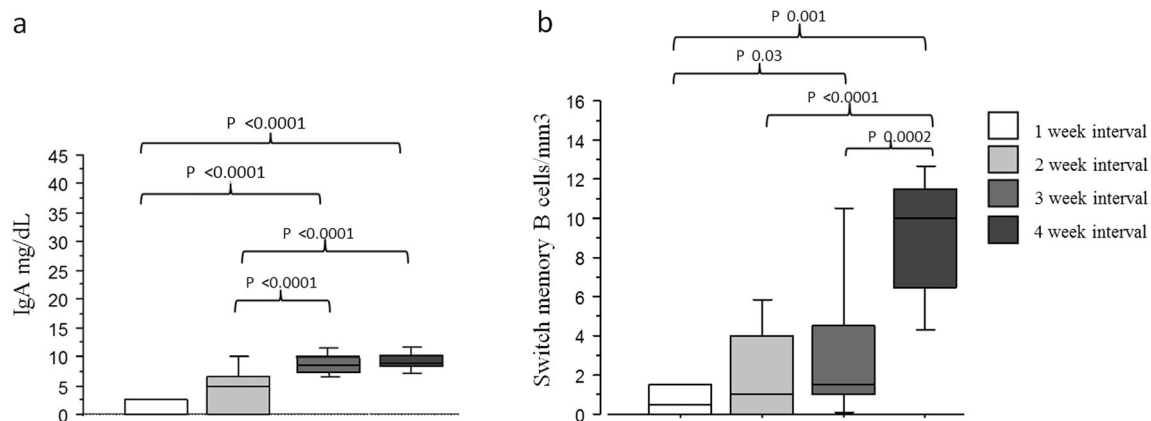 a
P <0.0001
P <0.0001
P <0.0001
P <0.0001
IgA mg/dL
45
40
35
30
25
20
15
10
5
0
b
P 0.001
P 0.03
P <0.0001
P 0.0002
Switch memory B cells/mm3
16
14
12
10
8
6
4
2
0
1 week interval
2 week interval
3 week interval
4 week interval